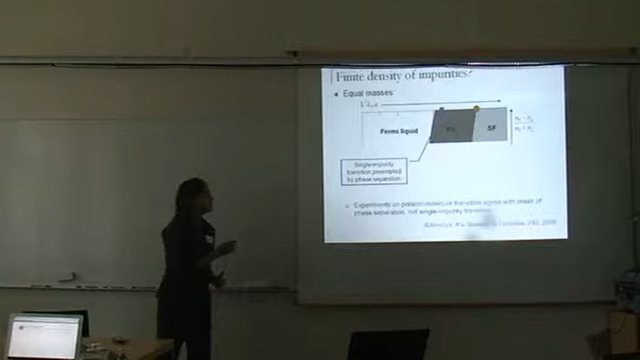 Finite density of impurities?
Equal masses:
Fermi liquid
PS
SF
Single-impurity
transition preempted
by phase separation.
Experiments on polaron-molecule transition agree with onset of
phase separation, not single-impurity transition